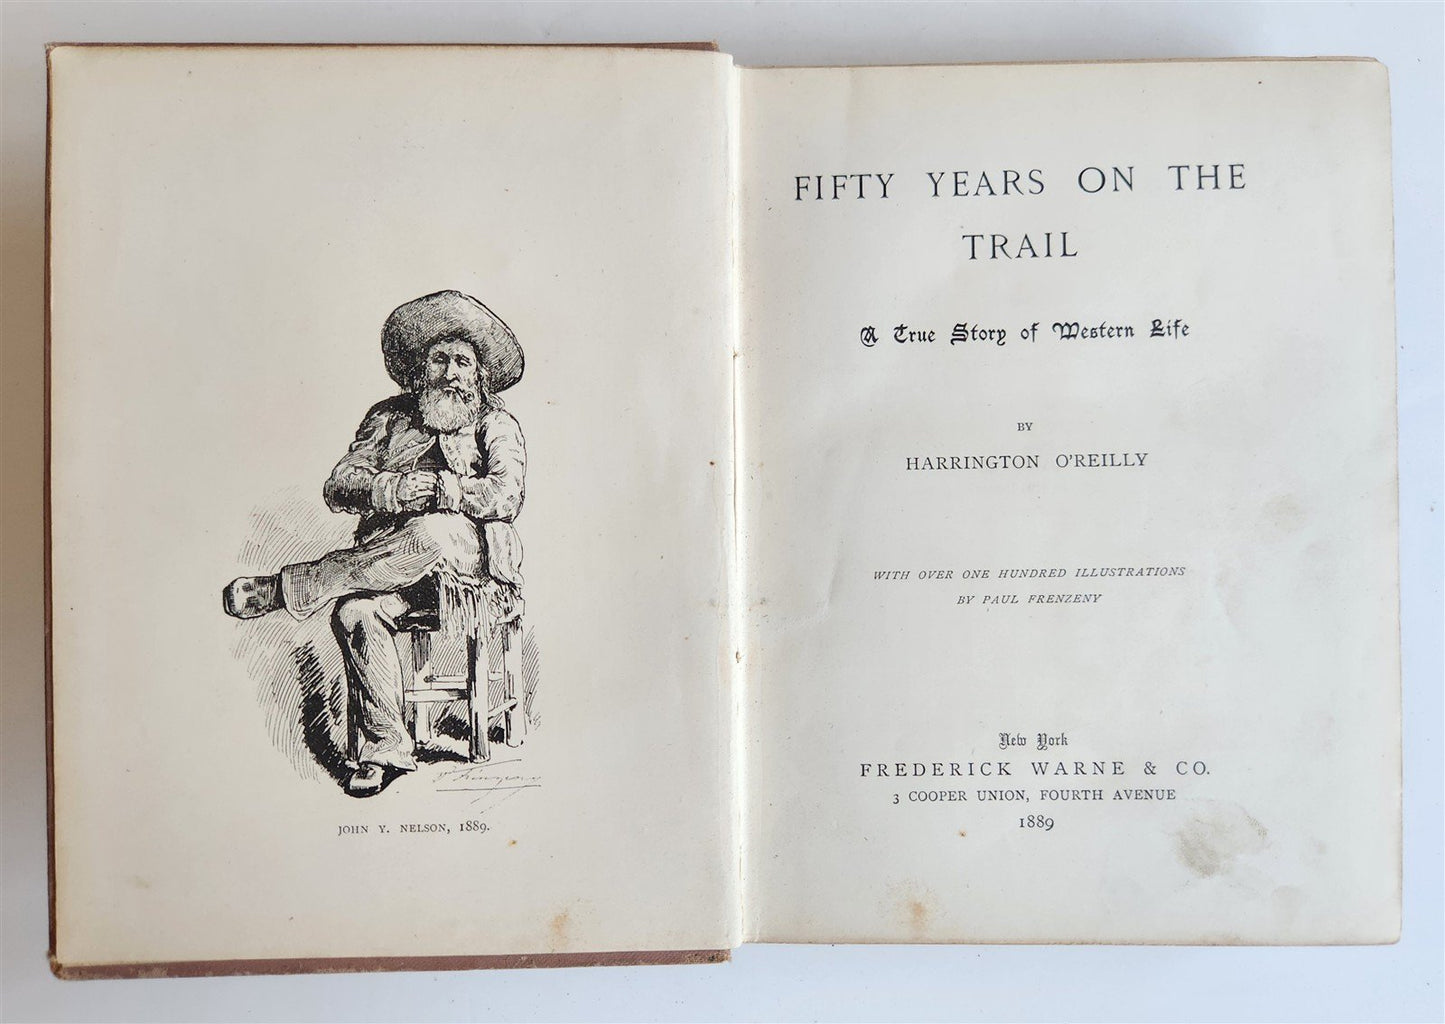 JOHN Y. NELSON, 1889.
FIFTY YEARS ON THE
TRAIL
A True Story of Western Life
BY
HARRINGTON O'REILLY
WITH OVER ONE HUNDRED ILLUSTRATIONS
BY PAUL FRENZENY
New York
FREDERICK WARNE & CO.
3 COOPER UNION, FOURTH AVENUE
1889